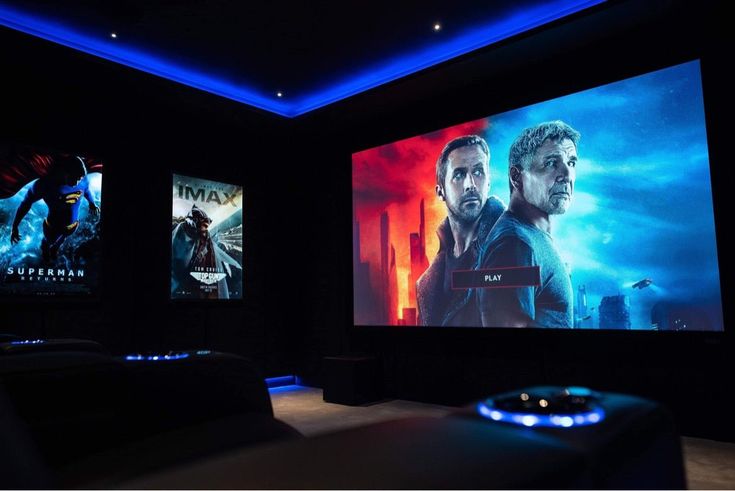 SUPERMAN
RETURNS
IMAX
TOM CRUISE
TOP GUN
PLAY